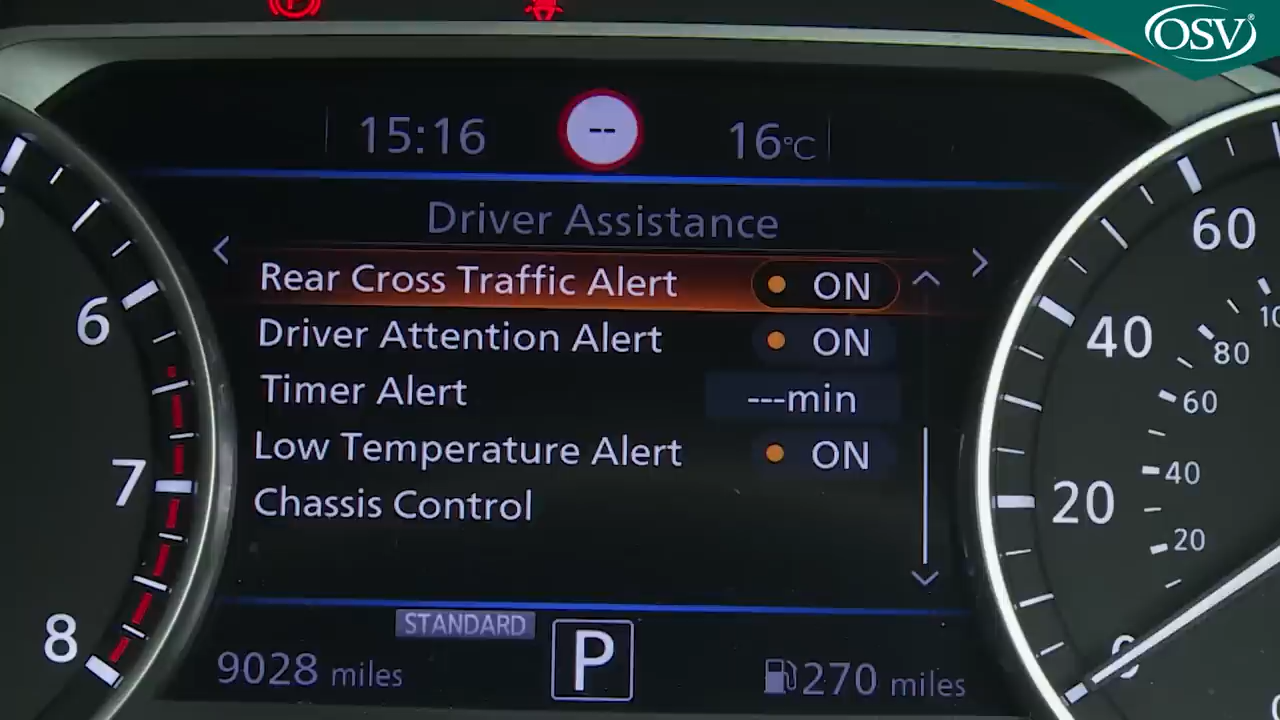 OSV
15:16 -- 16°C
Driver Assistance
Rear Cross Traffic Alert ON
Driver Attention Alert ON
Timer Alert ---min
Low Temperature Alert ON
Chassis Control
STANDARD
9028 miles P 270 miles
6
7
8
60
40
20
0
80
60
40
20